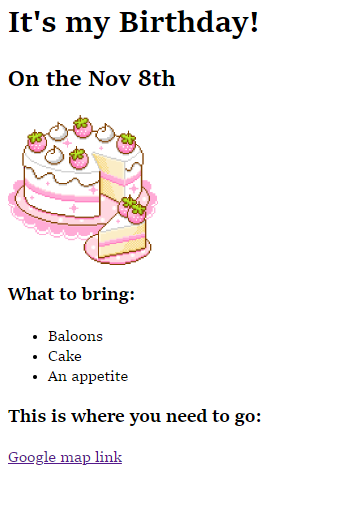 It's my Birthday!
On the Nov 8th
What to bring:
Baloons
Cake
An appetite
This is where you need to go:
Google map link